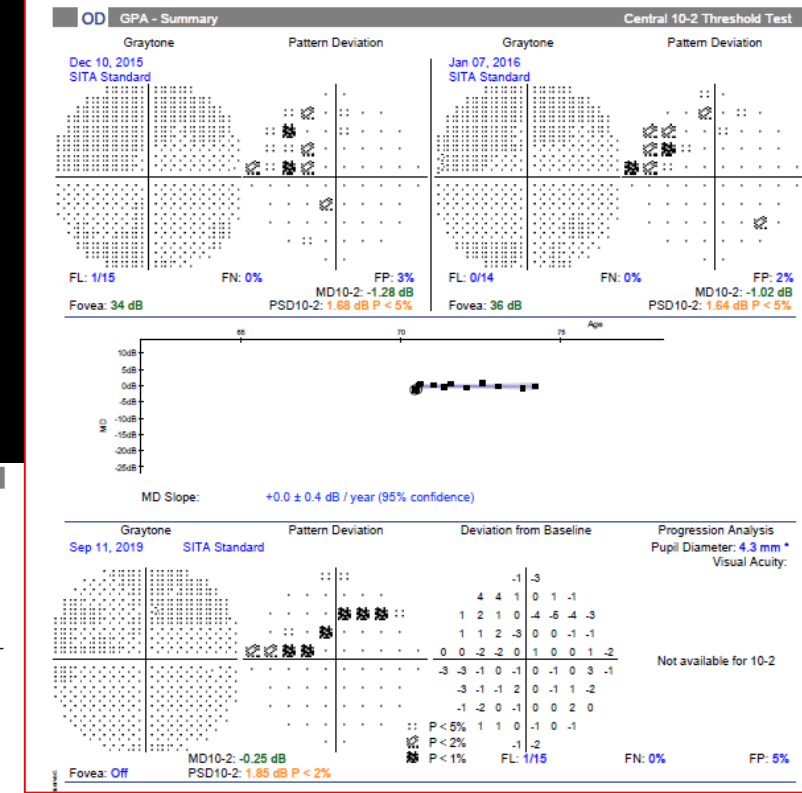 OD GPA - Summary Central 10-2 Threshold Test
Graytone Pattern Deviation Graytone Pattern Deviation
Dec 10, 2015 Jan 07, 2016
SITA Standard SITA Standard
FL: 1/15 FN: 0% FP: 3% FL: 0/14 FN: 0% FP: 2%
MD10-2: -1.28 dB MD10-2: -1.02 dB
Fovea: 34 dB PSD10-2: 1.68 dB P < 5% Fovea: 36 dB PSD10-2: 1.64 dB P < 5%
65 70 75 Age
10dB
5dB
0dB
-5dB
-10dB
MD
-15dB
-20dB
-25dB
MD Slope: +0.0 ± 0.4 dB / year (95% confidence)
Graytone Pattern Deviation Deviation from Baseline Progression Analysis
Sep 11, 2019 SITA Standard Pupil Diameter: 4.3 mm *
Visual Acuity:
-1 -3
4 4 1 0 1 -1
1 2 1 0 -4 -5 -4 -3
1 1 2 -3 0 0 -1 -1
0 0 -2 -2 0 1 0 0 1 -2
Not available for 10-2
-3 -3 -1 0 -1 0 -1 0 3 -1
-3 -1 -1 2 0 -1 1 -2
-1 -2 0 -1 0 0 2 0
P < 5% 1 1 0 -1 0 -1
P < 2% -1 -2
P < 1% FL: 1/15 FN: 0% FP: 5%
MD10-2: -0.25 dB
Fovea: Off PSD10-2: 1.85 dB P < 2%